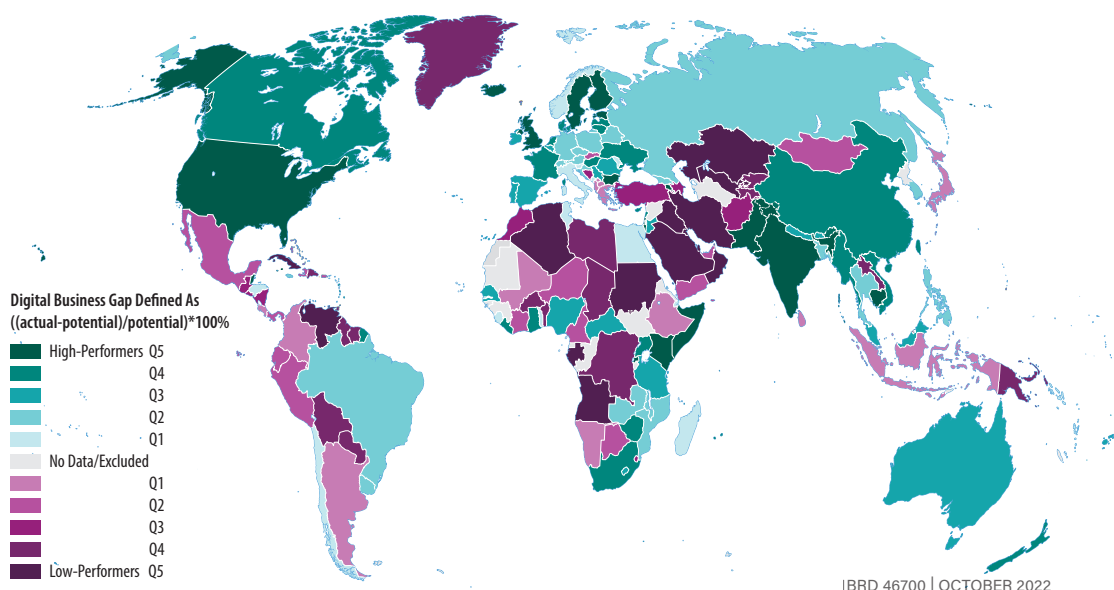 Digital Business Gap Defined As
((actual-potential)/potential)*100%
High-Performers Q5
Q4
Q3
Q2
Q1
No Data/Excluded
Q1
Q2
Q3
Q4
Low-Performers Q5
IBRD 46700 | OCTOBER 2022